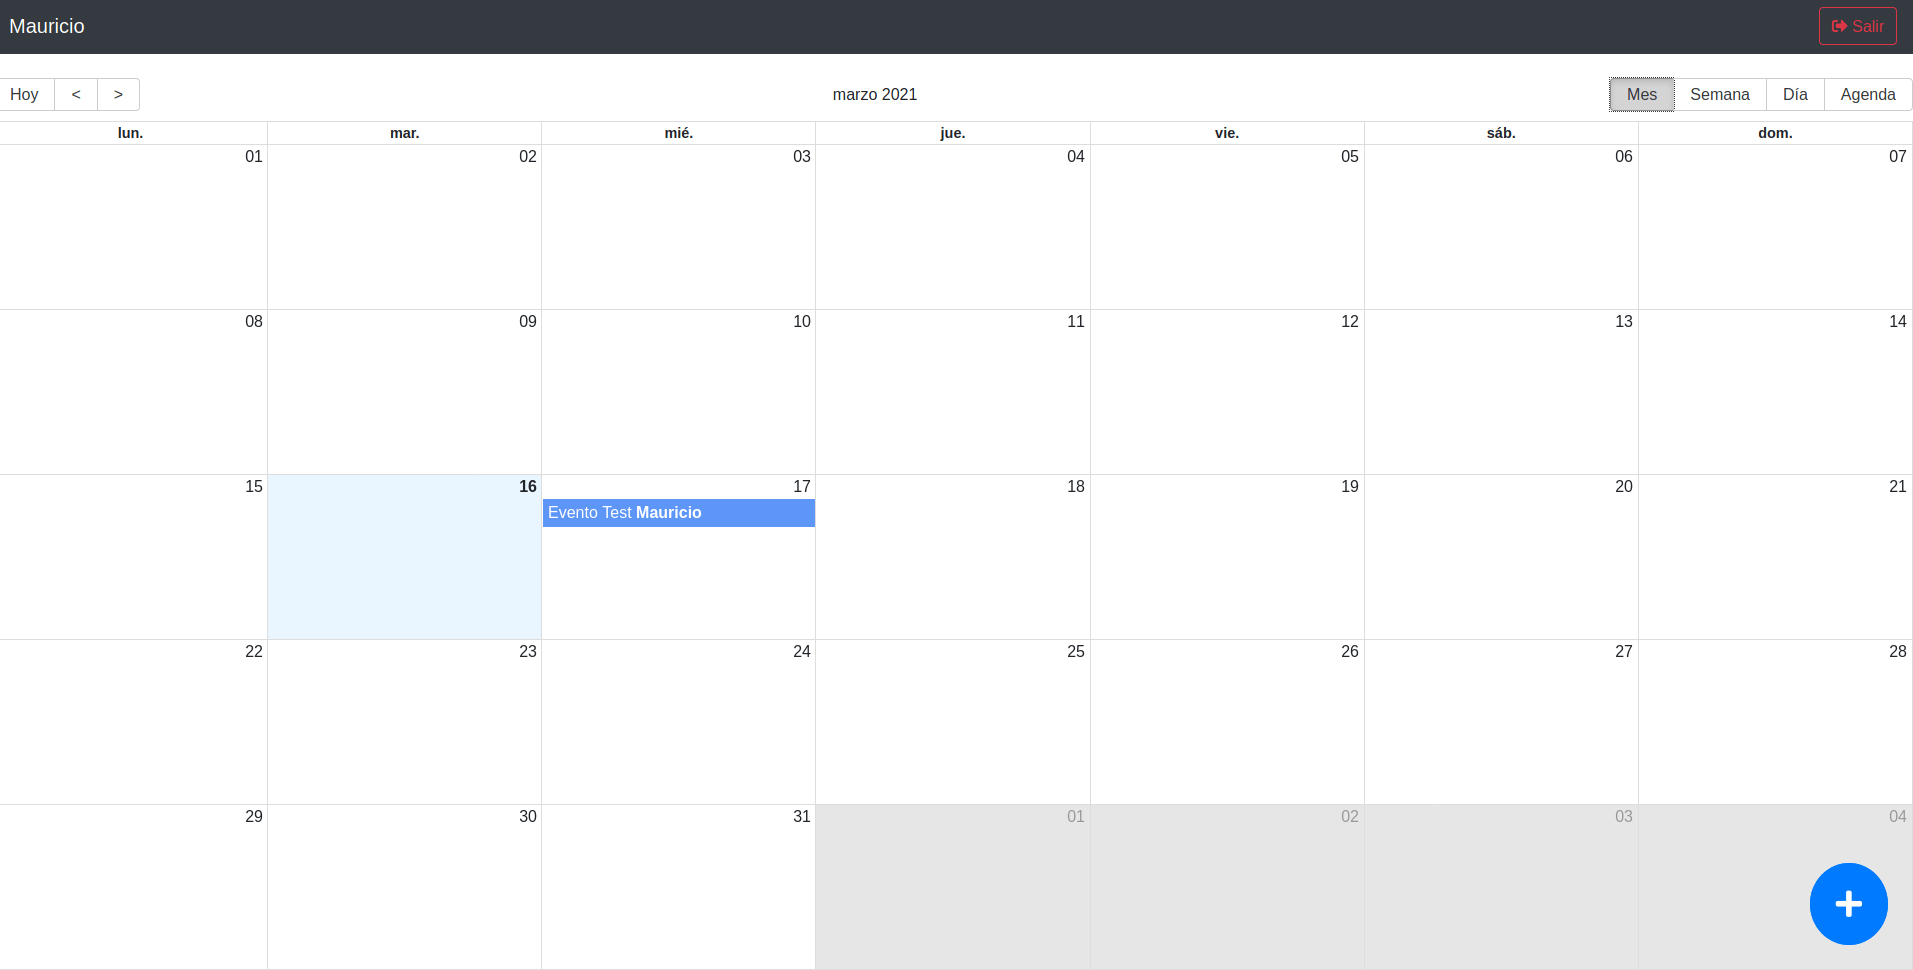 Mauricio Salir
Hoy < > marzo 2021 Mes Semana Día Agenda
lun. mar. mié. jue. vie. sáb. dom.
01 02 03 04 05 06 07
08 09 10 11 12 13 14
15 16 17 18 19 20 21
Evento Test Mauricio
22 23 24 25 26 27 28
29 30 31 01 02 03 04